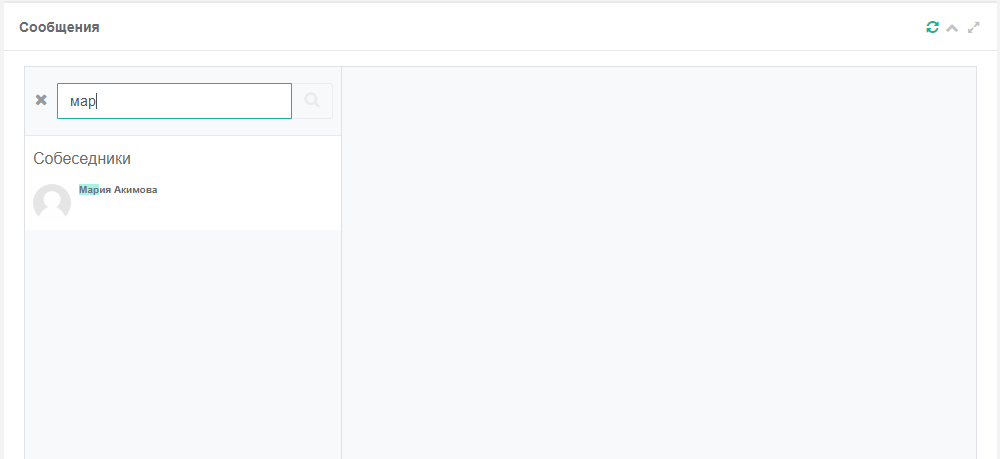 Сообщения
мар
Собеседники
Мария Акимова